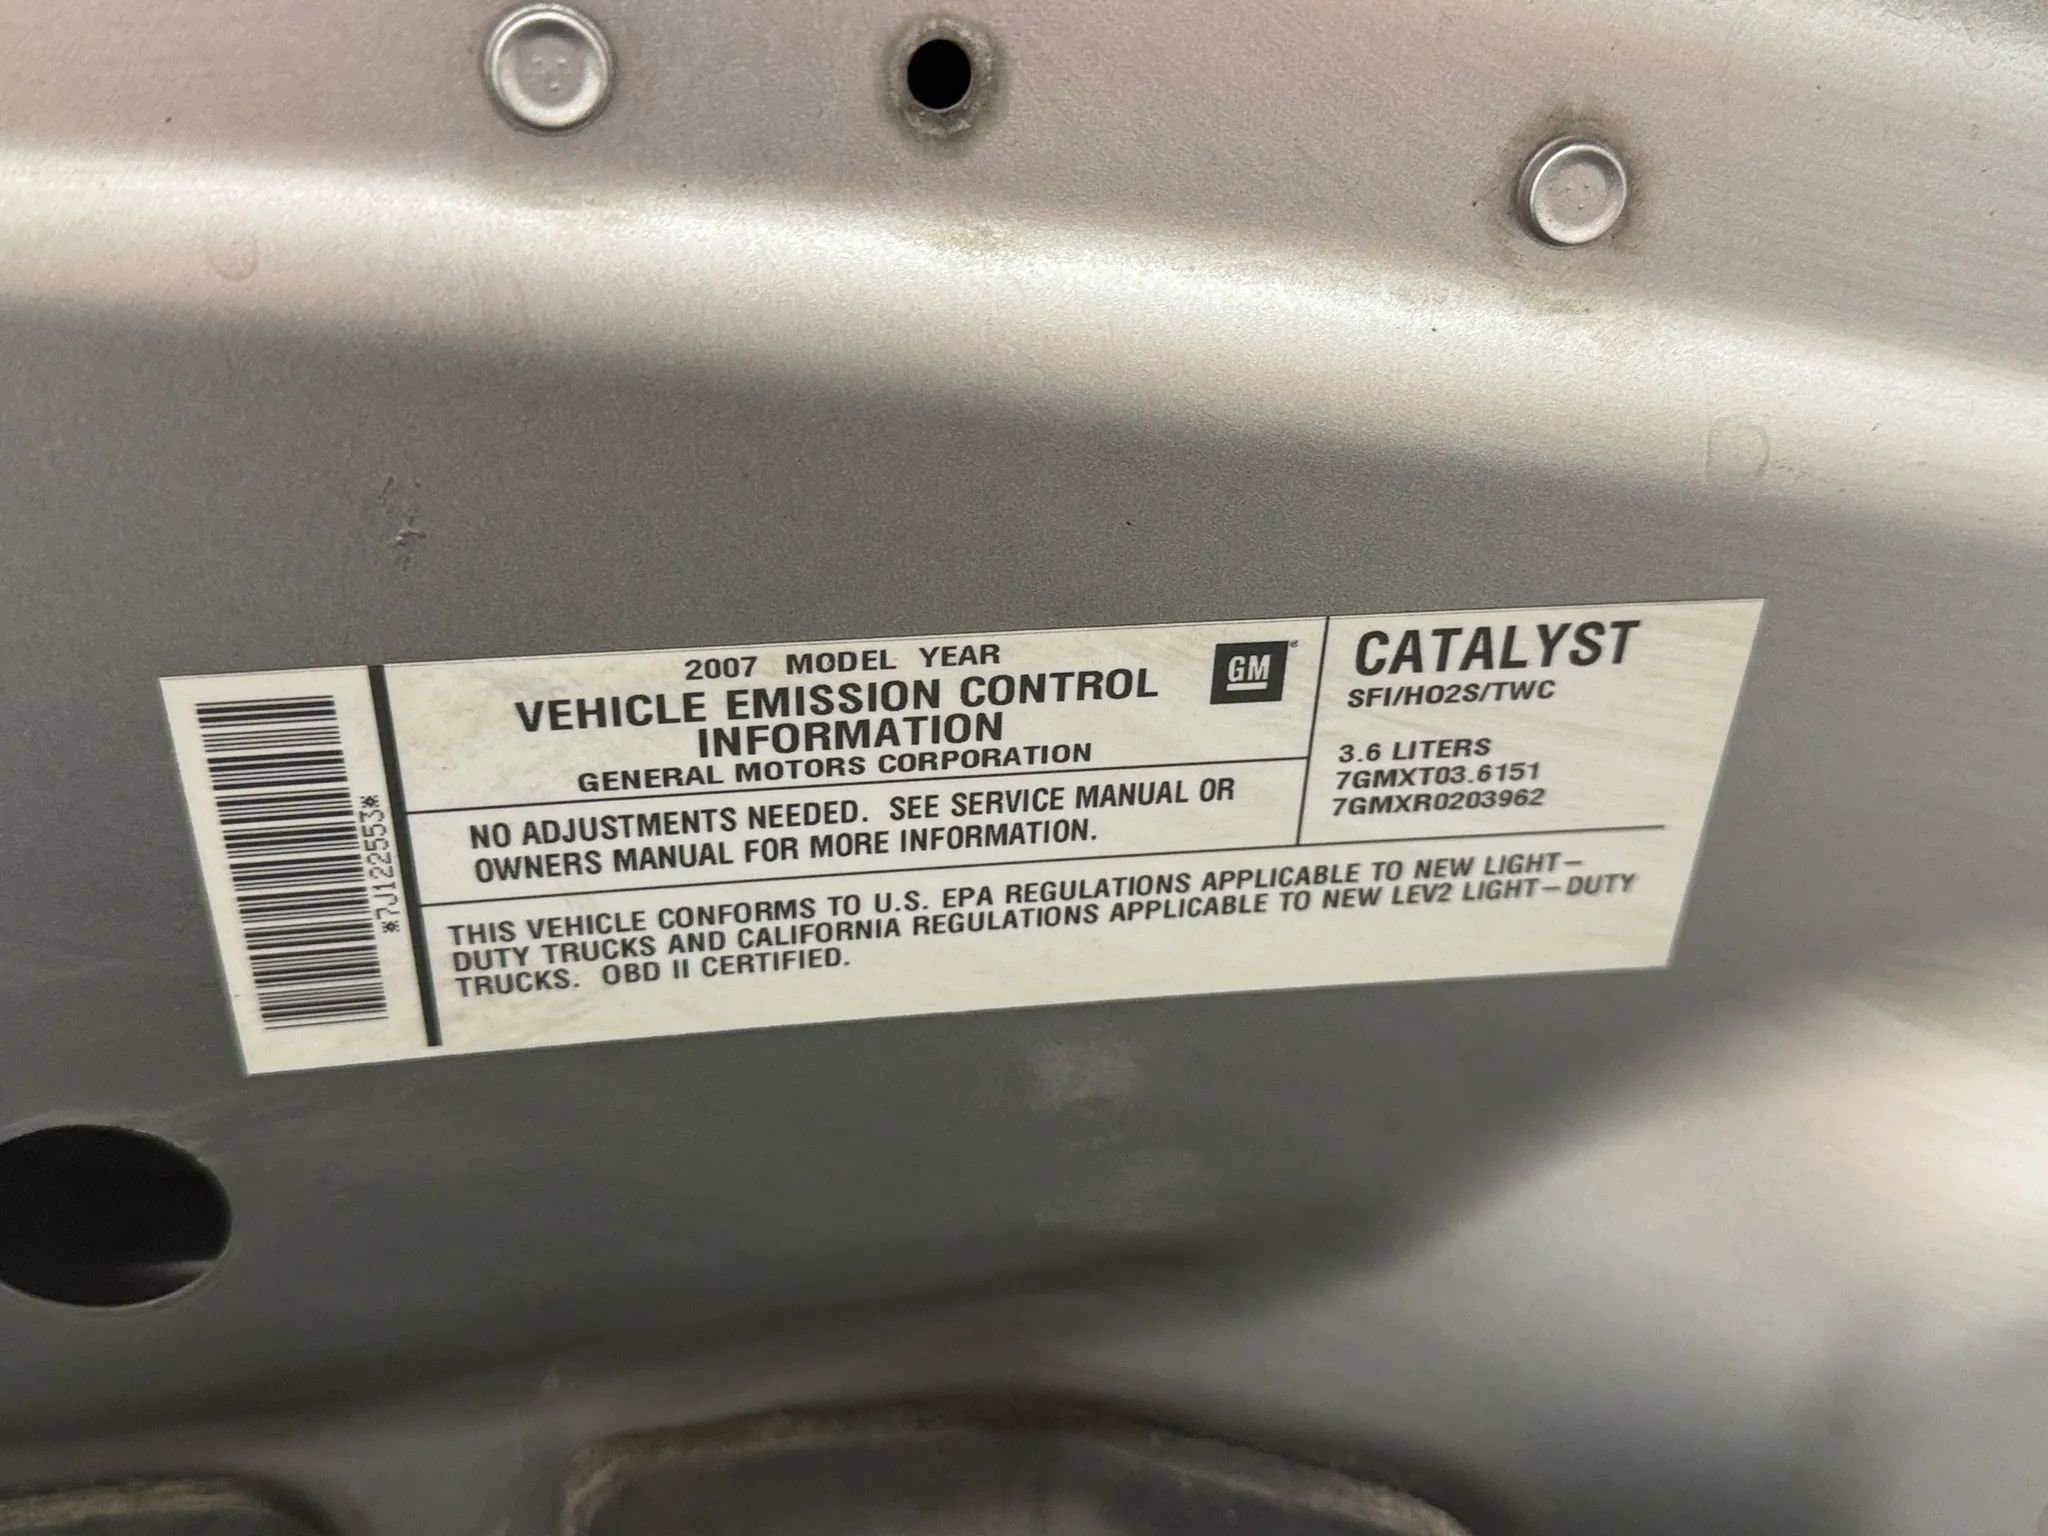 2007 MODEL YEAR
VEHICLE EMISSION CONTROL
INFORMATION
GENERAL MOTORS CORPORATION
GM
NO ADJUSTMENTS NEEDED. SEE SERVICE MANUAL OR
OWNERS MANUAL FOR MORE INFORMATION.
CATALYST
SFI/HO2S/TWC
3.6 LITERS
7GMXT03.6151
7GMXR0203962
THIS VEHICLE CONFORMS TO U.S. EPA REGULATIONS APPLICABLE TO NEW LIGHT-
DUTY TRUCKS AND CALIFORNIA REGULATIONS APPLICABLE TO NEW LEV2 LIGHT-DUTY
TRUCKS. OBD II CERTIFIED.
*7J122553*